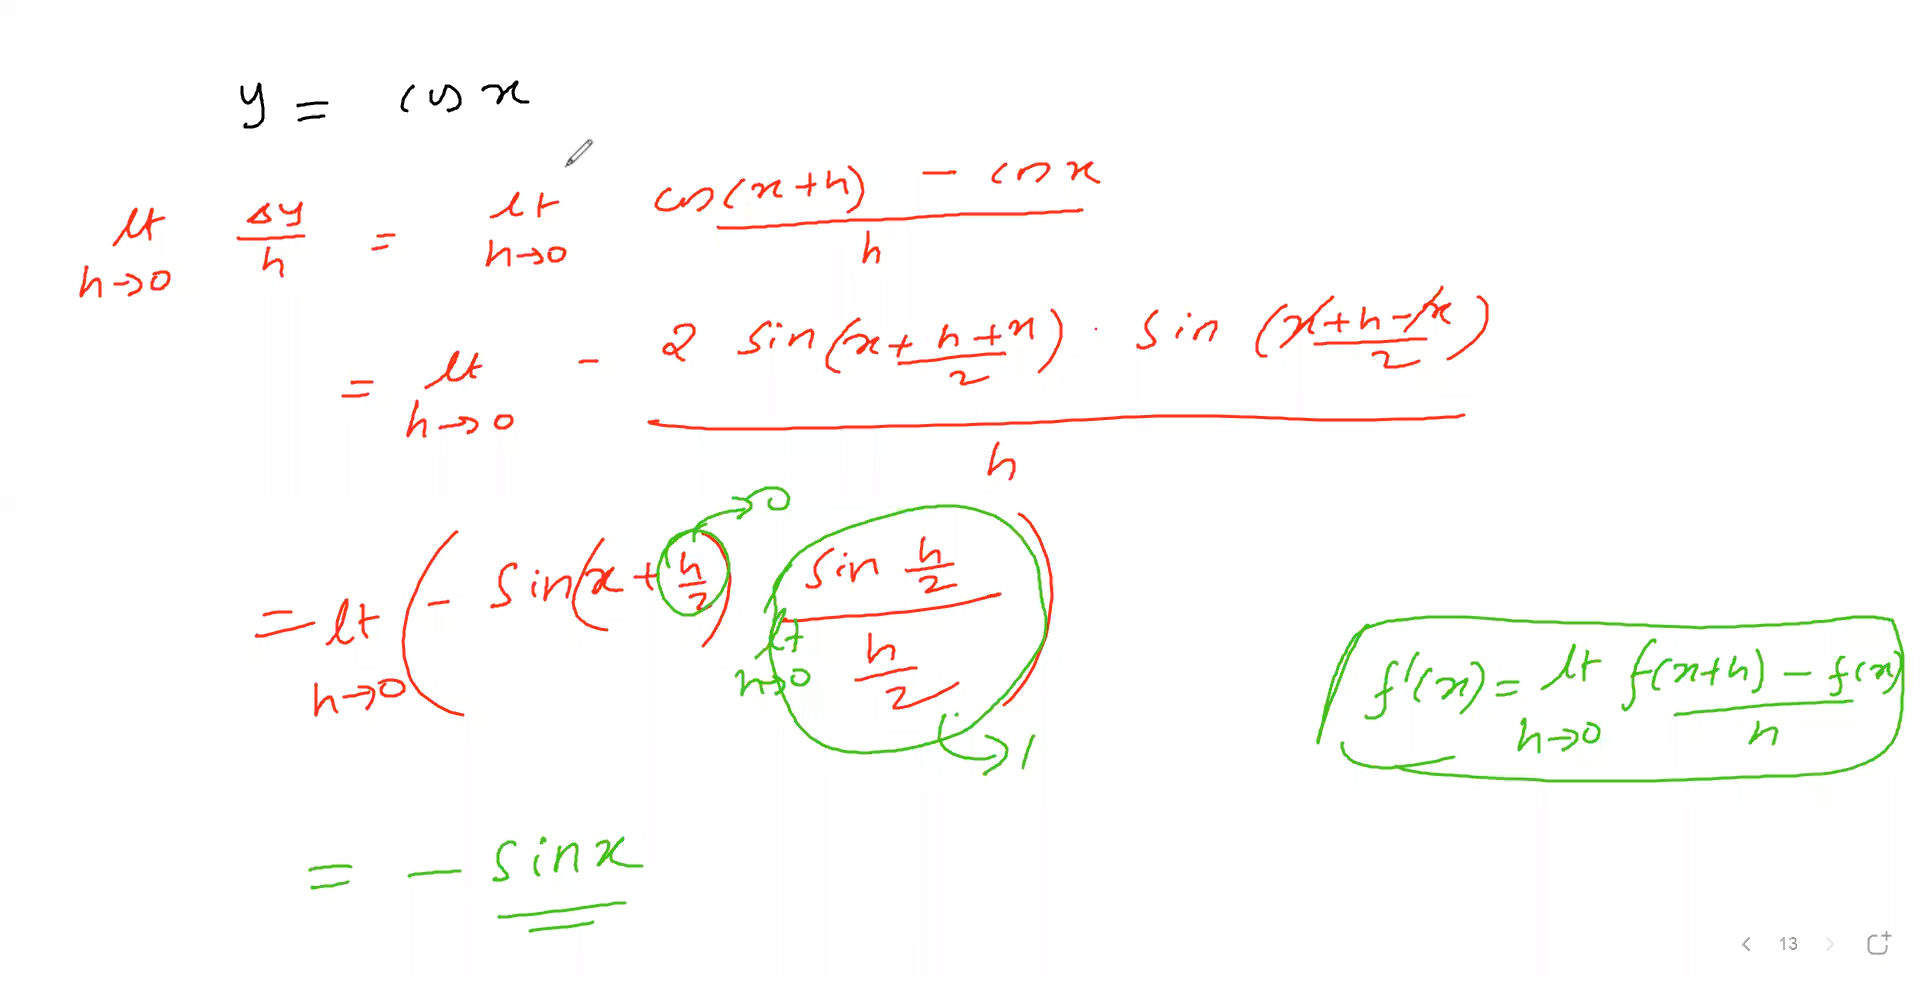 y = cos x
lt h→0 Δy/h = lt h→0 cos(x+h) - cos x / h
= lt h→0 - 2 sin(x+h+x / 2) . sin (x+h-x / 2) / h
= lt h→0 ( - sin(x + h/2) lt h→0 sin h/2 / h/2 )
→0
→1
f'(x) = lt h→0 f(x+h) - f(x) / h
= - sinx
13